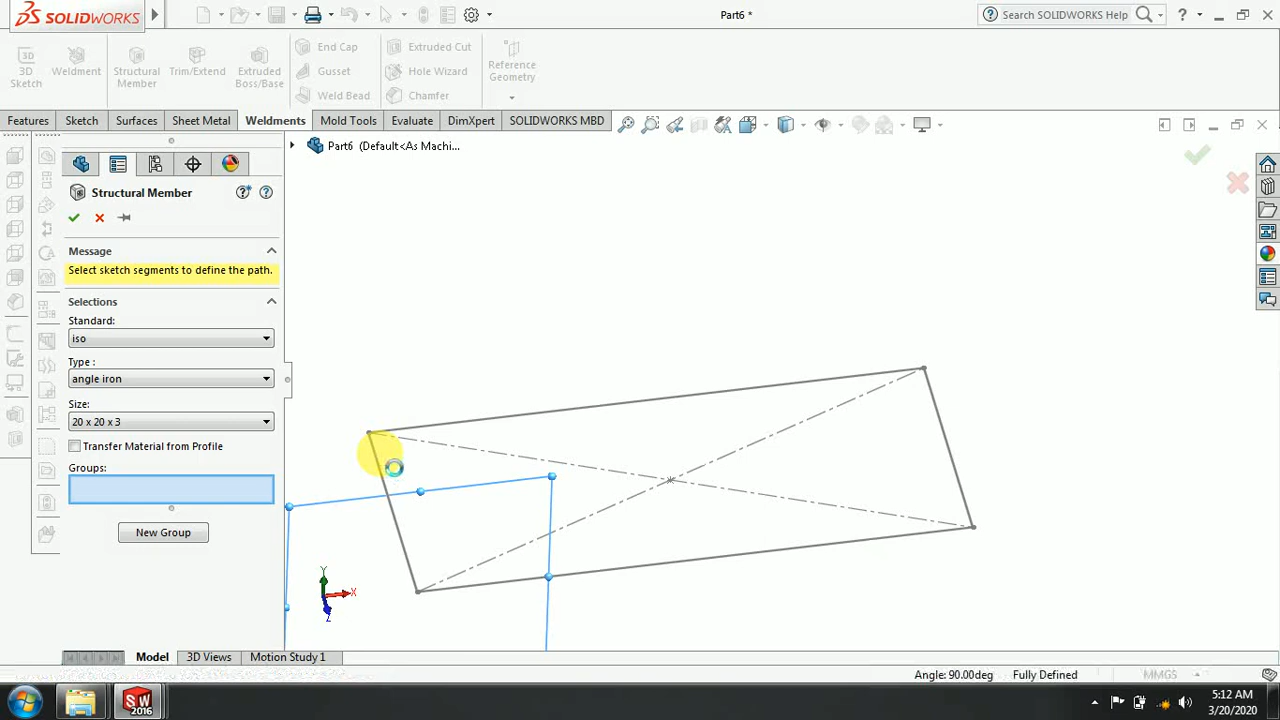 SOLIDWORKS
Part6 *
Search SOLIDWORKS Help
3D Sketch
Weldment
Structural Member
Trim/Extend
Extruded Boss/Base
End Cap
Gusset
Weld Bead
Extruded Cut
Hole Wizard
Chamfer
Reference Geometry
Features
Sketch
Surfaces
Sheet Metal
Weldments
Mold Tools
Evaluate
DimXpert
SOLIDWORKS MBD
Part6 (Default<As Machi...
Structural Member
Message
Select sketch segments to define the path.
Selections
Standard:
iso
Type :
angle iron
Size:
20 x 20 x 3
Transfer Material from Profile
Groups:
New Group
Y
X
Z
Model
3D Views
Motion Study 1
Angle: 90.00deg
Fully Defined
MMGS
SW
2016
5:12 AM
3/20/2020